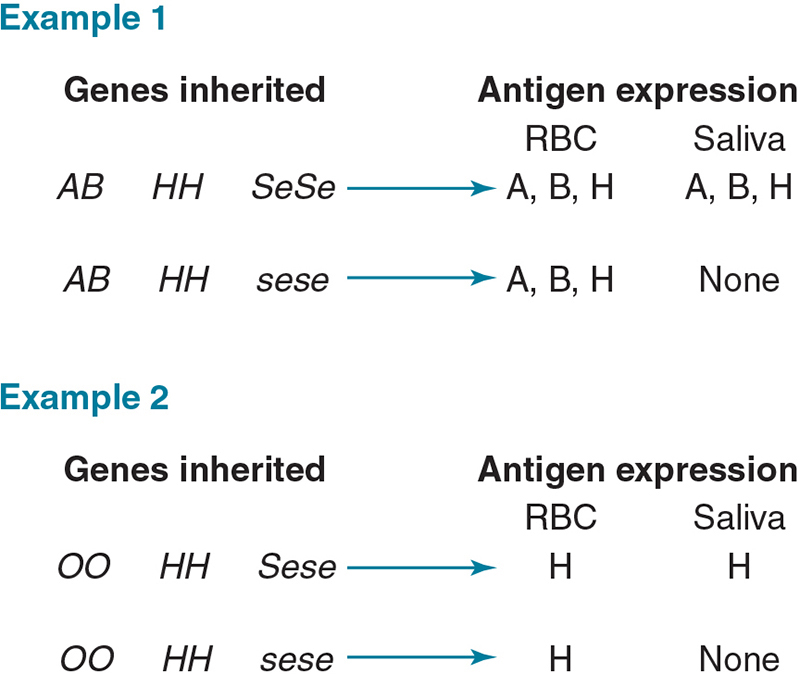 Example 1
Genes inherited Antigen expression
RBC Saliva
AB HH SeSe A, B, H A, B, H
AB HH sese A, B, H None
Example 2
Genes inherited Antigen expression
RBC Saliva
OO HH Sese H H
OO HH sese H None